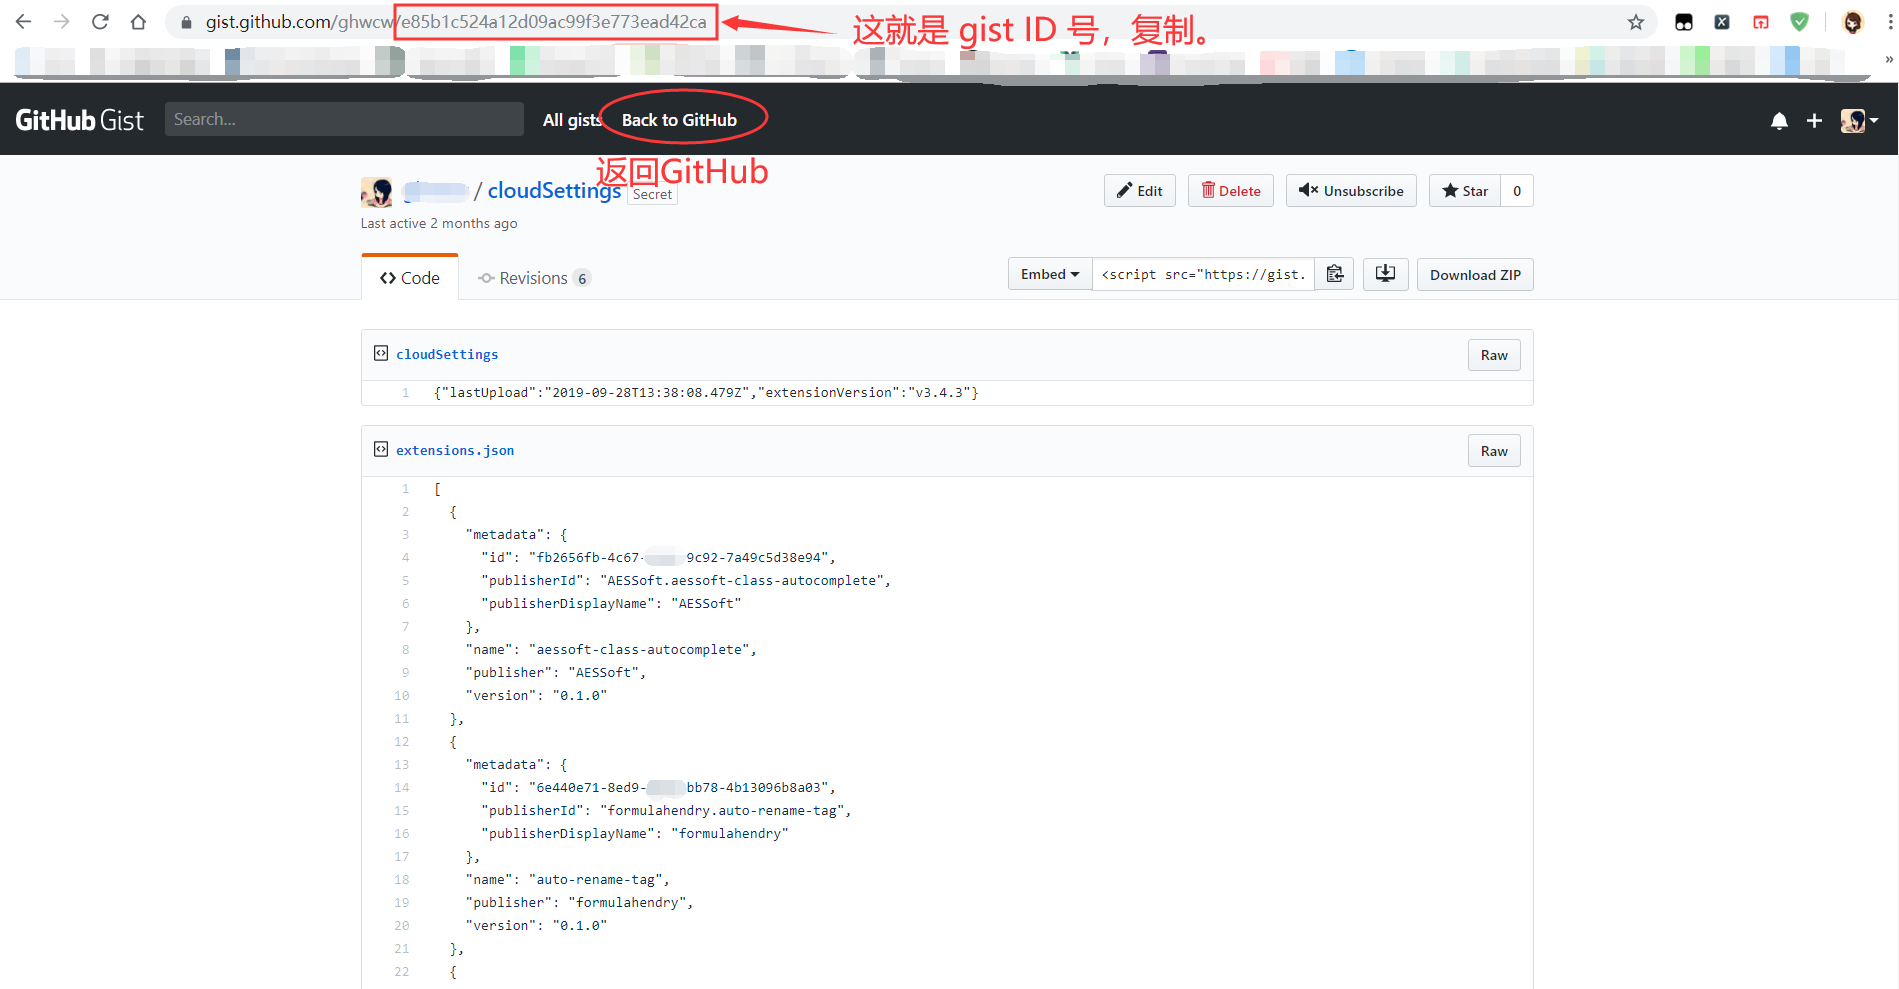 gist.github.com/ghwcw/e85b1c524a12d09ac99f3e773ead42ca
这就是 gist ID 号，复制。
»
GitHub Gist Search... All gists Back to GitHub
返回GitHub
/ cloudSettings Secret
Edit Delete Unsubscribe Star 0
Last active 2 months ago
Code Revisions 6
Embed <script src="https://gist. Download ZIP
cloudSettings Raw
1 {"lastUpload":"2019-09-28T13:38:08.479Z","extensionVersion":"v3.4.3"}
extensions.json Raw
1 [
2 {
3 "metadata": {
4 "id": "fb2656fb-4c67- 9c92-7a49c5d38e94",
5 "publisherId": "AESSoft.aessoft-class-autocomplete",
6 "publisherDisplayName": "AESSoft"
7 },
8 "name": "aessoft-class-autocomplete",
9 "publisher": "AESSoft",
10 "version": "0.1.0"
11 },
12 {
13 "metadata": {
14 "id": "6e440e71-8ed9- bb78-4b13096b8a03",
15 "publisherId": "formulahendry.auto-rename-tag",
16 "publisherDisplayName": "formulahendry"
17 },
18 "name": "auto-rename-tag",
19 "publisher": "formulahendry",
20 "version": "0.1.0"
21 },
22 {